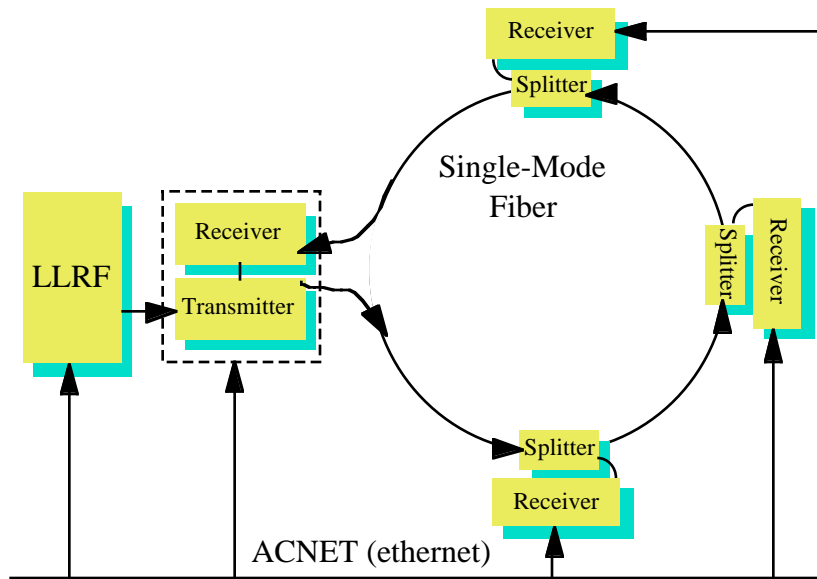 Receiver
Splitter
Single-Mode
Fiber
LLRF
Receiver
Transmitter
Splitter
Receiver
Splitter
Receiver
ACNET (ethernet)